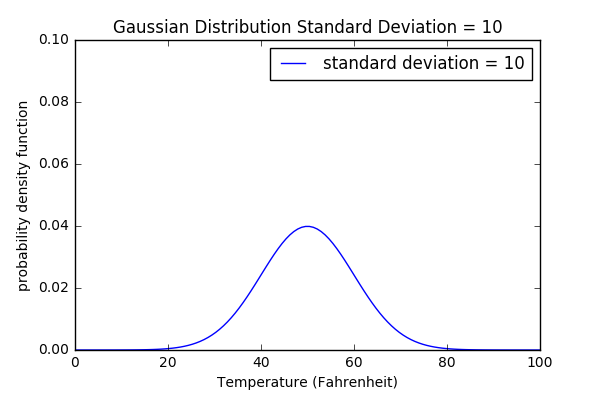 Gaussian Distribution Standard Deviation = 10
standard deviation = 10
0.10
0.08
0.06
0.04
0.02
0.00
probability density function
0 20 40 60 80 100
Temperature (Fahrenheit)